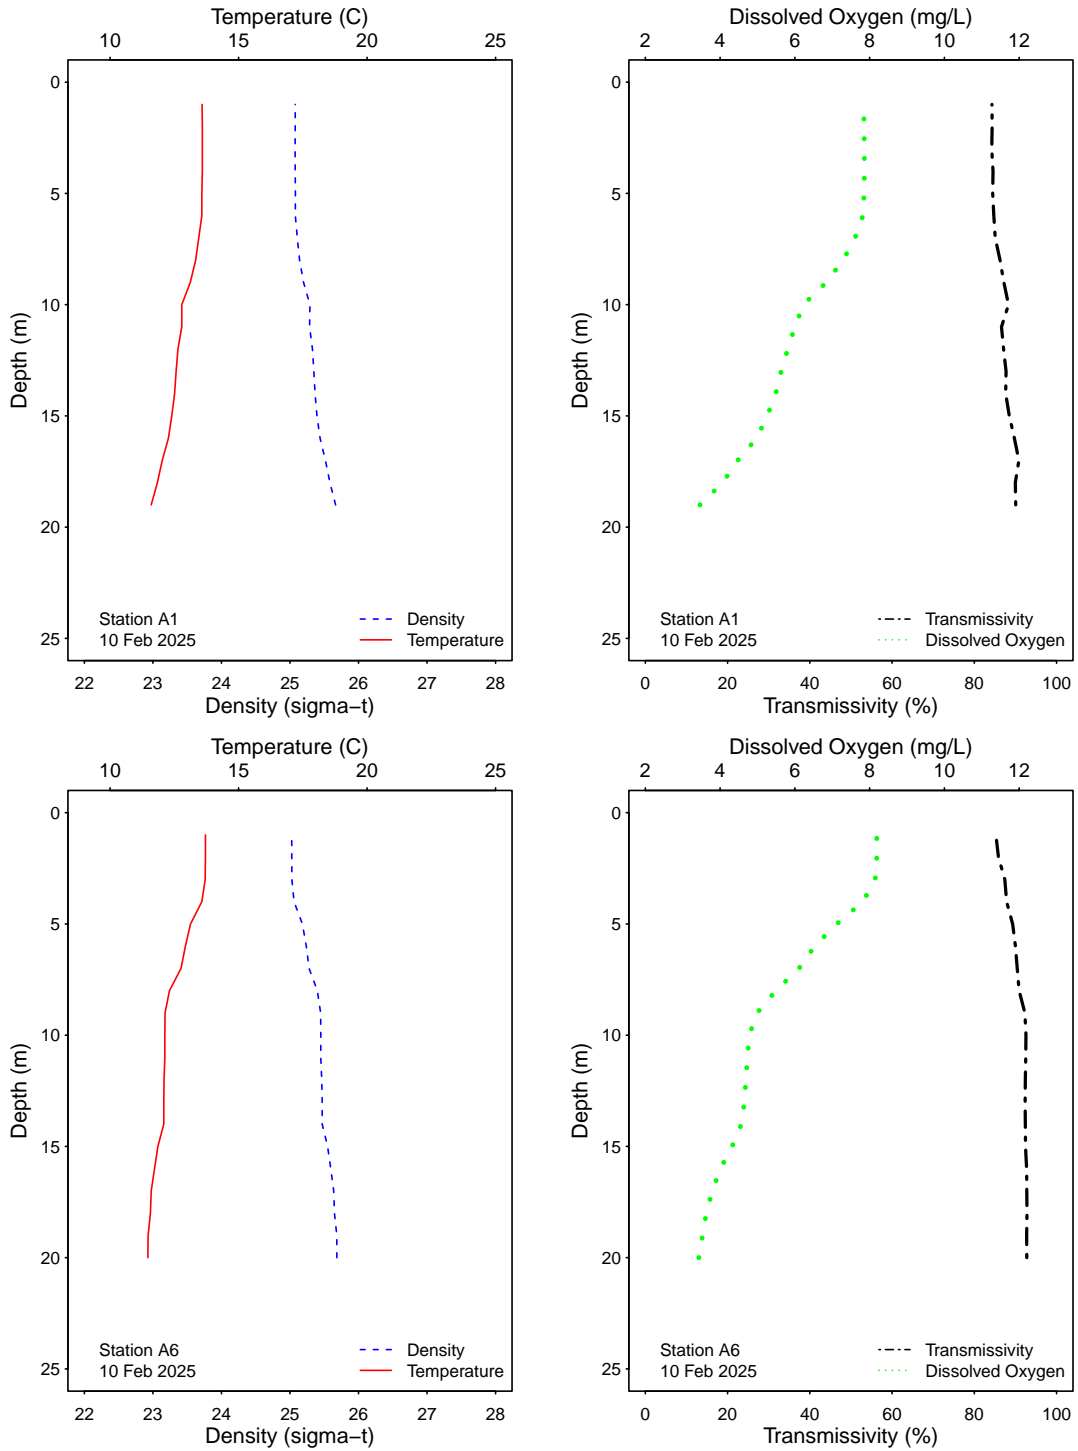 Temperature (C)
10 15 20 25
Depth (m)
0
5
10
15
20
25
Station A1
10 Feb 2025
Density
Temperature
22 23 24 25 26 27 28
Density (sigma−t)
Dissolved Oxygen (mg/L)
2 4 6 8 10 12
Depth (m)
0
5
10
15
20
25
Station A1
10 Feb 2025
Transmissivity
Dissolved Oxygen
0 20 40 60 80 100
Transmissivity (%)
Temperature (C)
10 15 20 25
Depth (m)
0
5
10
15
20
25
Station A6
10 Feb 2025
Density
Temperature
22 23 24 25 26 27 28
Density (sigma−t)
Dissolved Oxygen (mg/L)
2 4 6 8 10 12
Depth (m)
0
5
10
15
20
25
Station A6
10 Feb 2025
Transmissivity
Dissolved Oxygen
0 20 40 60 80 100
Transmissivity (%)